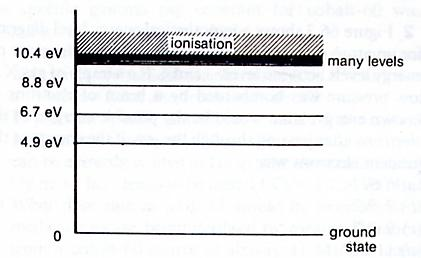 ionisation
10.4 eV
many levels
8.8 eV
6.7 eV
4.9 eV
0
ground
state